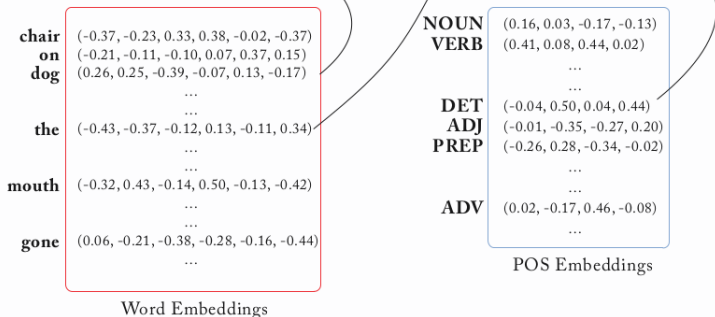 chair (-0.37, -0.23, 0.33, 0.38, -0.02, -0.37)
on (-0.21, -0.11, -0.10, 0.07, 0.37, 0.15)
dog (0.26, 0.25, -0.39, -0.07, 0.13, -0.17)
...
...
the (-0.43, -0.37, -0.12, 0.13, -0.11, 0.34)
...
...
mouth (-0.32, 0.43, -0.14, 0.50, -0.13, -0.42)
...
...
gone (0.06, -0.21, -0.38, -0.28, -0.16, -0.44)
...
Word Embeddings
NOUN (0.16, 0.03, -0.17, -0.13)
VERB (0.41, 0.08, 0.44, 0.02)
...
...
DET (-0.04, 0.50, 0.04, 0.44)
ADJ (-0.01, -0.35, -0.27, 0.20)
PREP (-0.26, 0.28, -0.34, -0.02)
...
...
ADV (0.02, -0.17, 0.46, -0.08)
...
POS Embeddings